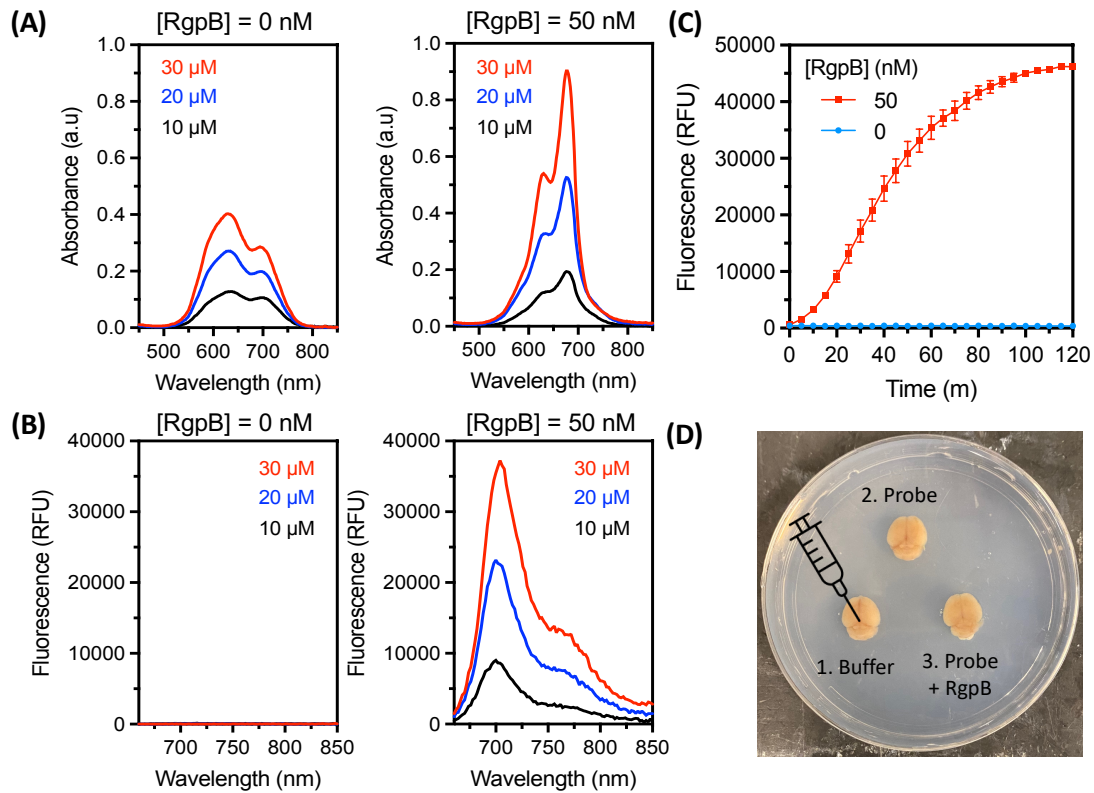 (A)
[RgpB] = 0 nM
1.0
0.8
0.6
0.4
0.2
0.0
Absorbance (a.u)
30 µM
20 µM
10 µM
500
600
700
800
Wavelength (nm)
[RgpB] = 50 nM
1.0
0.8
0.6
0.4
0.2
0.0
Absorbance (a.u)
30 µM
20 µM
10 µM
500
600
700
800
Wavelength (nm)
(C)
50000
40000
30000
20000
10000
0
Fluorescence (RFU)
[RgpB] (nM)
50
0
0
20
40
60
80
100
120
Time (m)
(B)
[RgpB] = 0 nM
40000
30000
20000
10000
0
Fluorescence (RFU)
30 µM
20 µM
10 µM
700
750
800
850
Wavelength (nm)
[RgpB] = 50 nM
40000
30000
20000
10000
0
Fluorescence (RFU)
30 µM
20 µM
10 µM
700
750
800
850
Wavelength (nm)
(D)
2. Probe
1. Buffer
3. Probe
+ RgpB